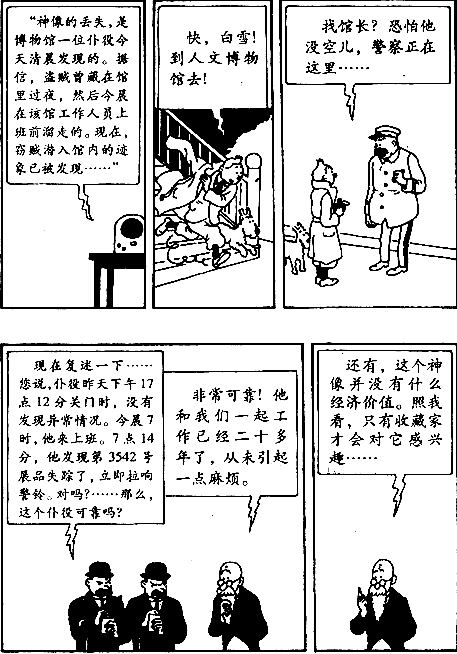 “神像的丢失，是
博物馆一位仆役今
天清晨发现的。据
信，盗贼曾藏在馆
里过夜，然后今晨
在该馆工作人员上
班前溜走的。现在，
窃贼潜入馆内的迹
象已被发现……”
快，白雪！
到人文博物
馆去！
找馆长？恐怕他
没空儿，警察正在
这里……
现在复述一下……
您说，仆役昨天下午17
点12分关门时，没有
发现异常情况。今晨7
时，他来上班。7点14
分，他发现第3542号
展品失踪了，立即拉响
警铃。对吗？……那么，
这个仆役可靠吗？
非常可靠！他
和我们一起工
作已经二十多
年了，从未引起
一点麻烦。
还有，这个神
像并没有什么
经济价值。照我
看，只有收藏家
才会对它感兴
趣……